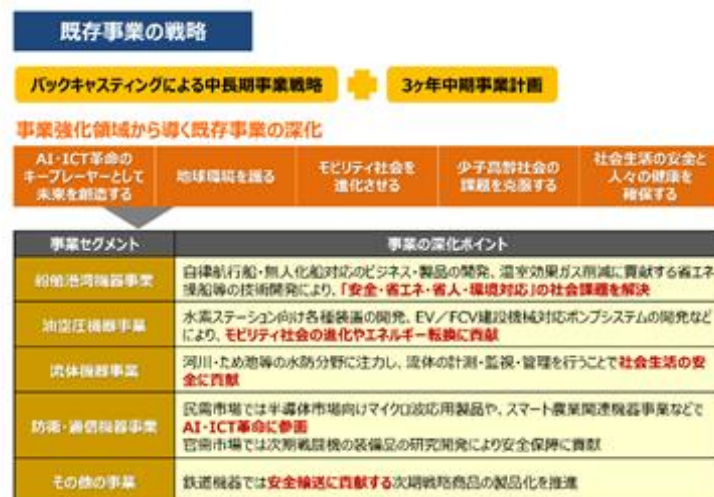 既存事業の戦略
バックキャスティングによる中長期事業戦略
3ヶ年中期事業計画
事業強化領域から導く既存事業の深化
AI・ICT革命の
キープレーヤーとして
未来を創造する
地球環境を護る
モビリティ社会を
進化させる
少子高齢社会の
課題を克服する
社会生活の安全と
人々の健康を
確保する
事業セグメント
事業の深化ポイント
船舶港湾機器事業
自律航行船・無人化船対応のビジネス・製品の開発、温室効果ガス削減に貢献する省エネ
操船等の技術開発により、「安全・省エネ・省人・環境対応」の社会課題を解決
油空圧機器事業
水素ステーション向け各種装置の開発、EV/FCV建設機械対応ポンプシステムの開発など
により、モビリティ社会の進化やエネルギー転換に貢献
流体機器事業
河川・ため池等の水防分野に注力し、流体の計測・監視・管理を行うことで社会生活の安
全に貢献
防衛・通信機器事業
民需市場では半導体市場向けマイクロ波応用製品や、スマート農業関連機器事業などで
AI・ICT革命に参画
官需市場では次期戦闘機の装備品の研究開発により安全保障に貢献
その他の事業
鉄道機器では安全輸送に貢献する次期戦略商品の製品化を推進